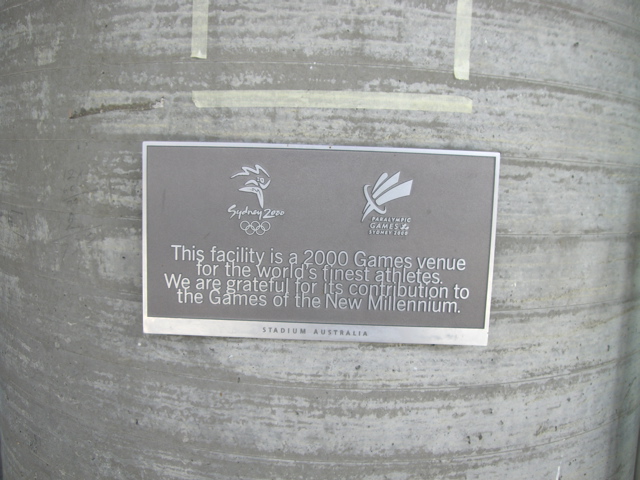 Sydney 2000
PARALYMPIC
GAMES
SYDNEY 2000
This facility is a 2000 Games venue
for the world's finest athletes.
We are grateful for its contribution to
the Games of the New Millennium.
STADIUM AUSTRALIA